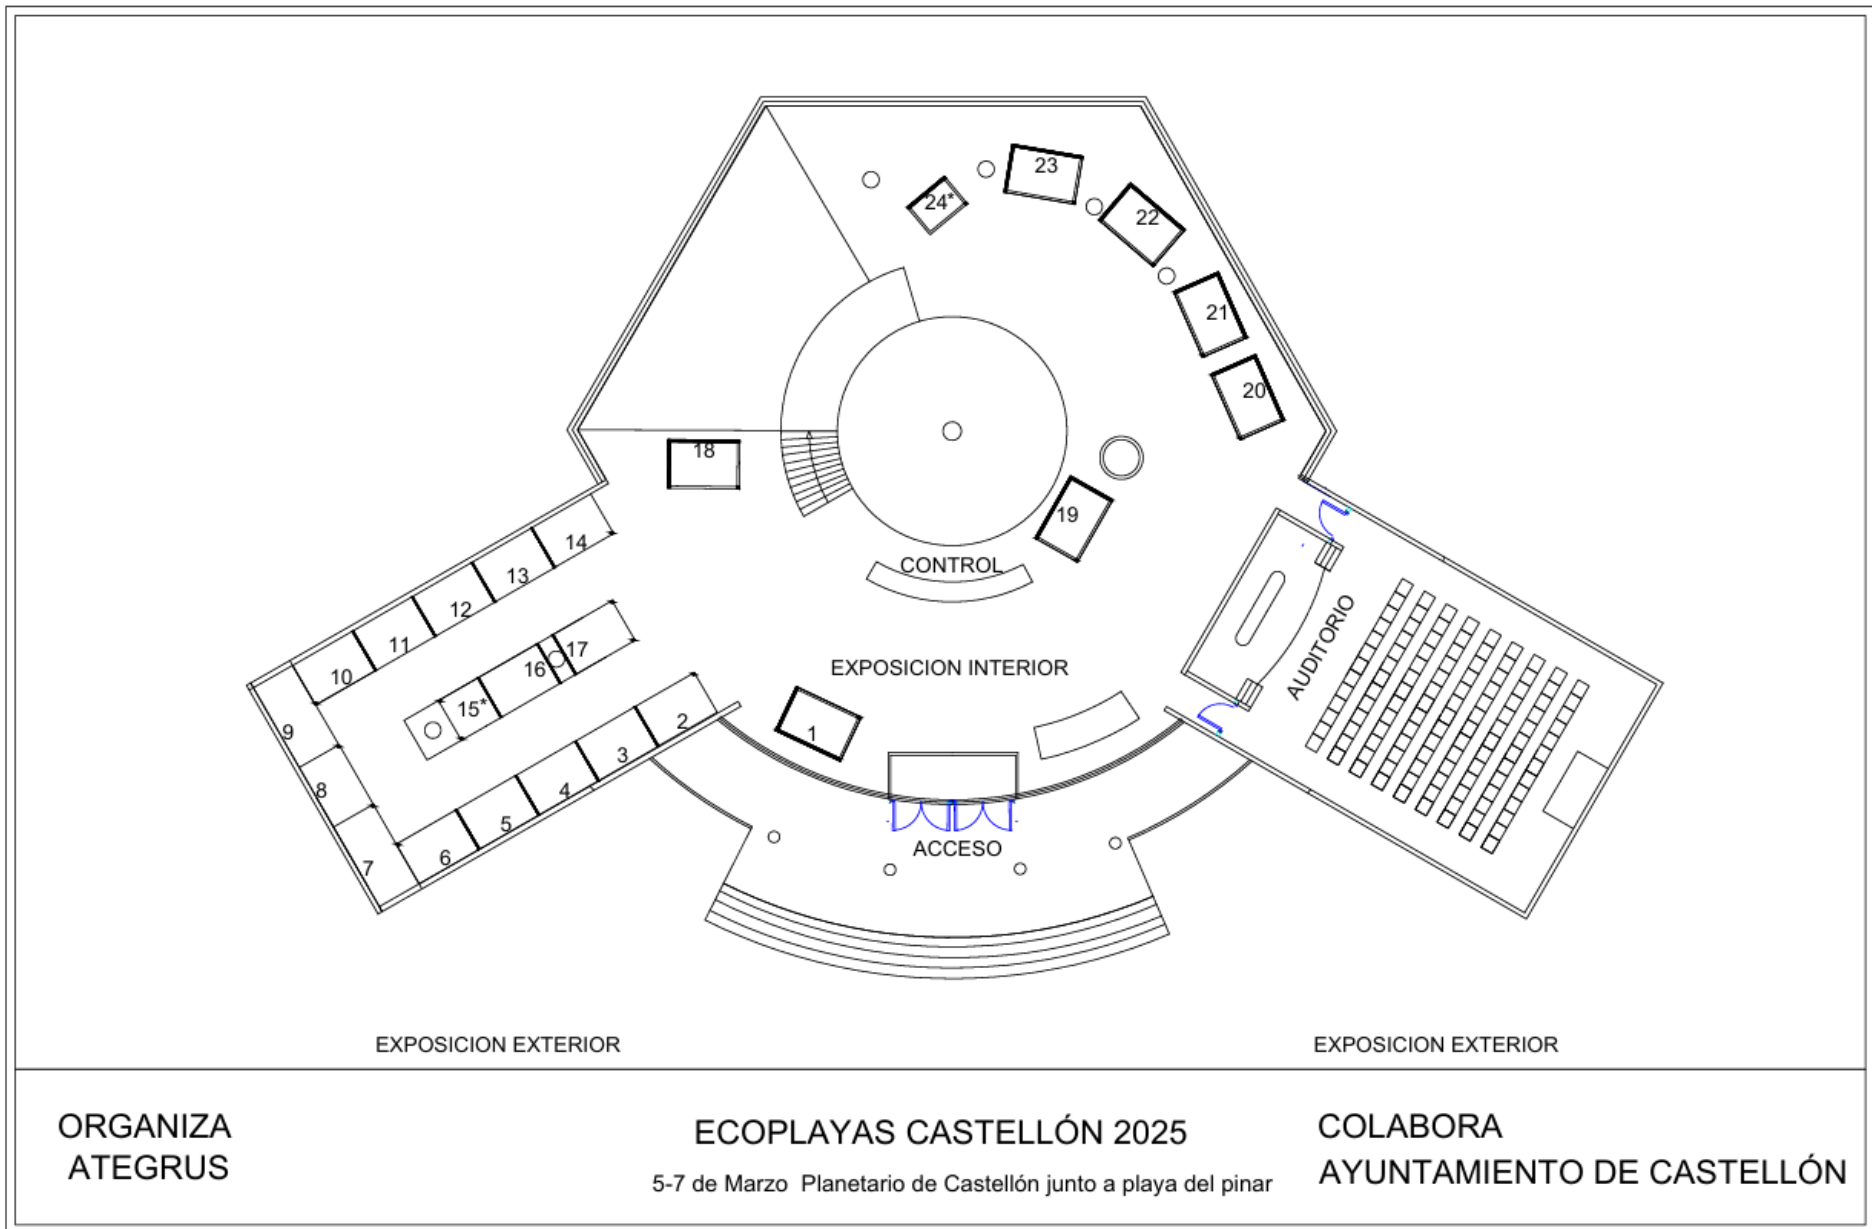 23
24*
22
21
20
18
19
14
CONTROL
13
12
AUDITORIO
11
17
16
EXPOSICION INTERIOR
10
15*
2
9
1
3
8
4
5
ACCESO
6
7
EXPOSICION EXTERIOR
EXPOSICION EXTERIOR
ORGANIZA
ATEGRUS
ECOPLAYAS CASTELLÓN 2025
5-7 de Marzo Planetario de Castellón junto a playa del pinar
COLABORA
AYUNTAMIENTO DE CASTELLÓN